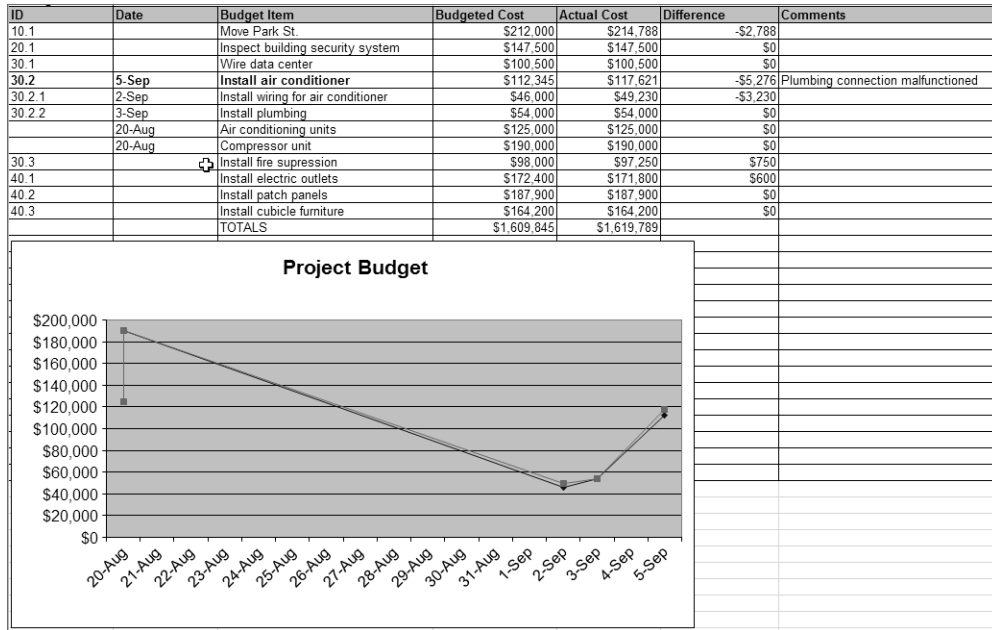 ID Date Budget Item Budgeted Cost Actual Cost Difference Comments
10.1 Move Park St. $212,000 $214,788 -$2,788
20.1 Inspect building security system $147,500 $147,500 $0
30.1 Wire data center $100,500 $100,500 $0
30.2 5-Sep Install air conditioner $112,345 $117,621 -$5,276 Plumbing connection malfunctioned
30.2.1 2-Sep Install wiring for air conditioner $46,000 $49,230 -$3,230
30.2.2 3-Sep Install plumbing $54,000 $54,000 $0
20-Aug Air conditioning units $125,000 $125,000 $0
20-Aug Compressor unit $190,000 $190,000 $0
30.3 Install fire supression $98,000 $97,250 $750
40.1 Install electric outlets $172,400 $171,800 $600
40.2 Install patch panels $187,900 $187,900 $0
40.3 Install cubicle furniture $164,200 $164,200 $0
TOTALS $1,609,845 $1,619,789
Project Budget
$200,000
$180,000
$160,000
$140,000
$120,000
$100,000
$80,000
$60,000
$40,000
$20,000
$0
20-Aug 21-Aug 22-Aug 23-Aug 24-Aug 25-Aug 26-Aug 27-Aug 28-Aug 29-Aug 30-Aug 31-Aug 1-Sep 2-Sep 3-Sep 4-Sep 5-Sep